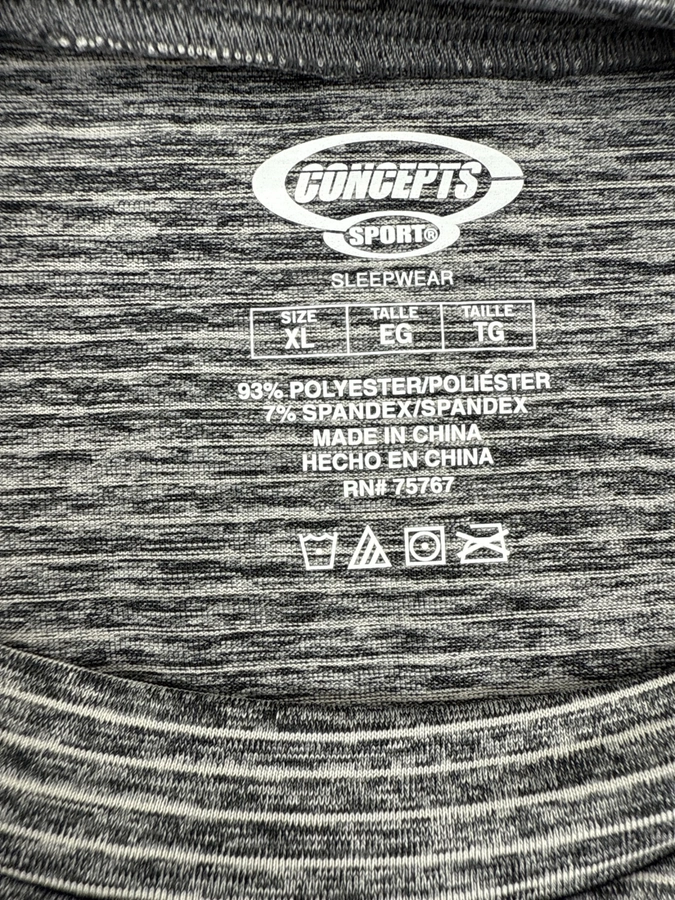 CONCEPTS
SPORT®
SLEEPWEAR
SIZE TALLE TAILLE
XL EG TG
93% POLYESTER/POLIÉSTER
7% SPANDEX/SPANDEX
MADE IN CHINA
HECHO EN CHINA
RN# 75767